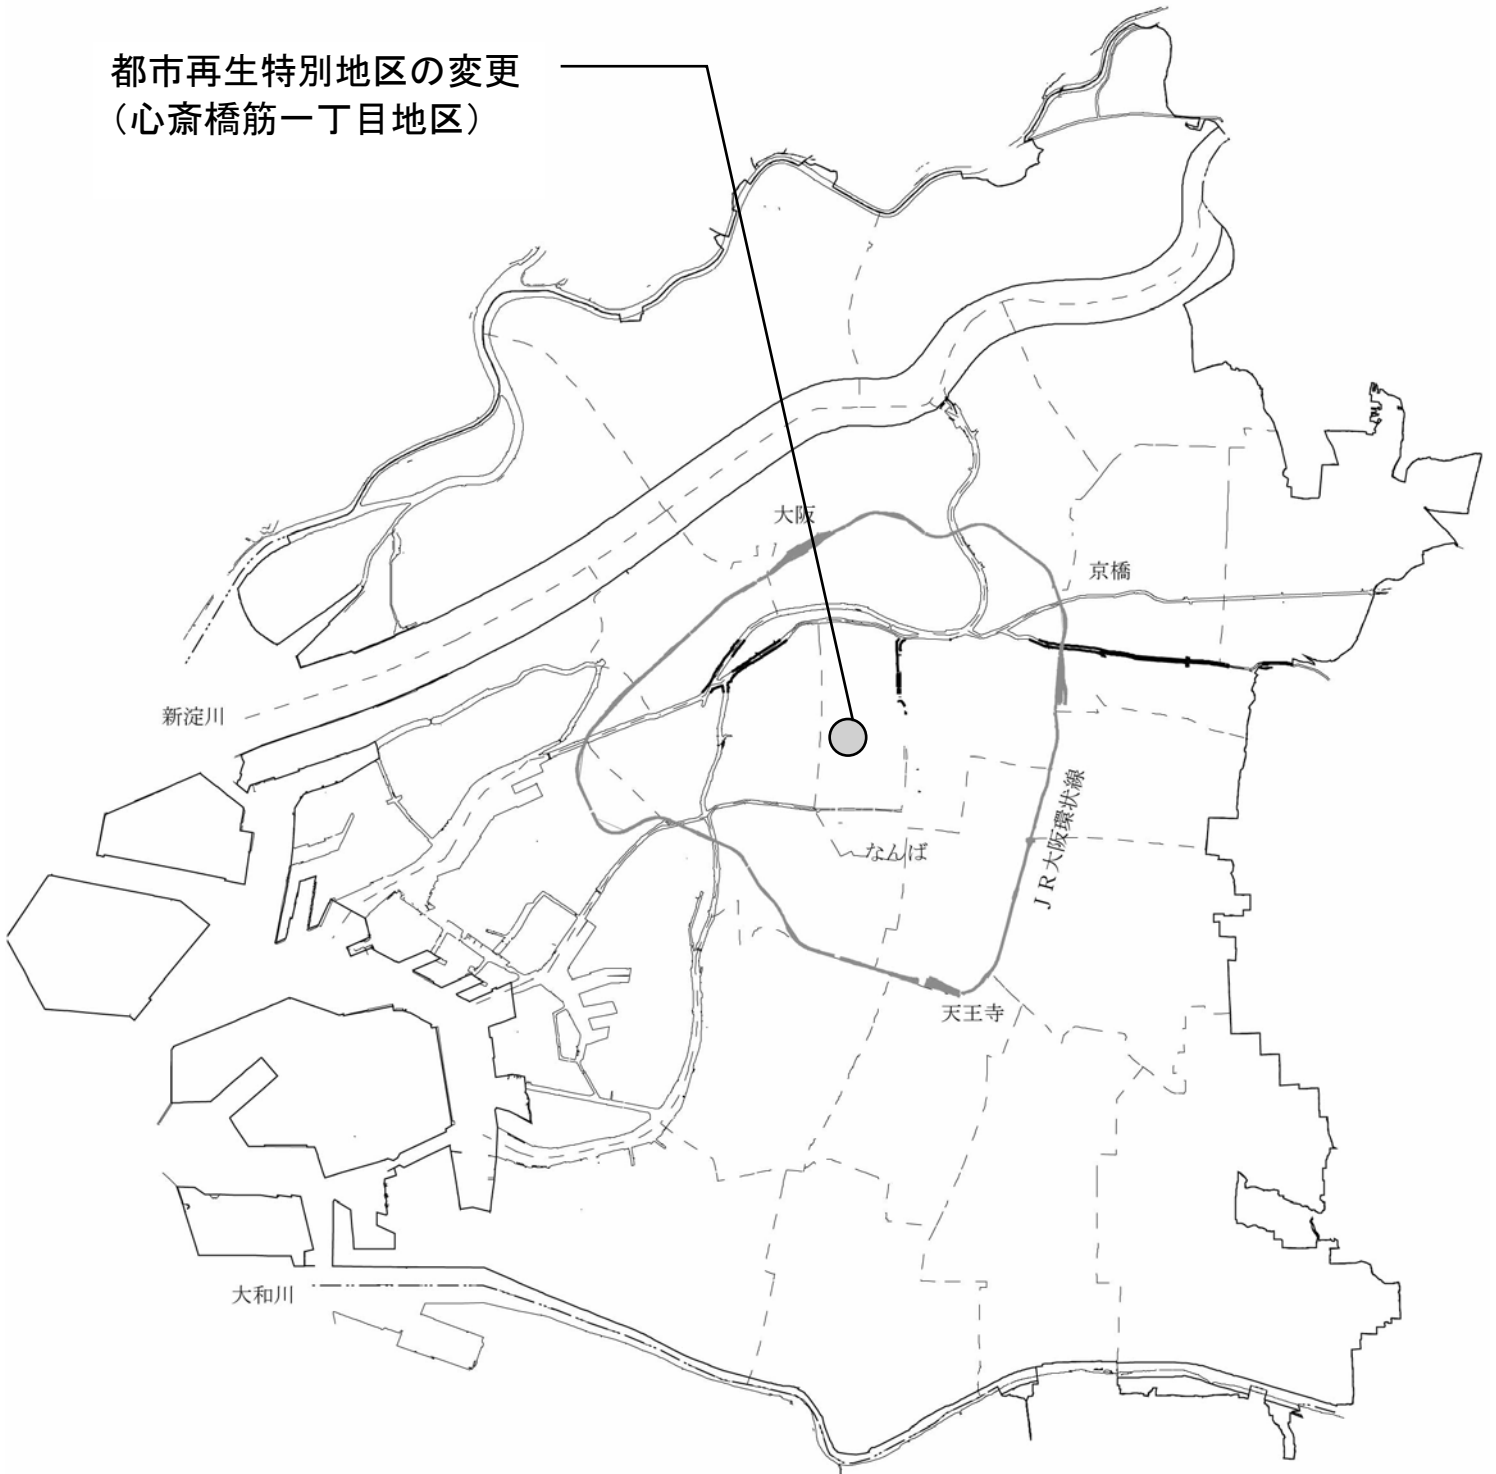 都市再生特別地区の変更
（心斎橋筋一丁目地区）
大阪
京橋
新淀川
ＪＲ大阪環状線
なんば
天王寺
大和川